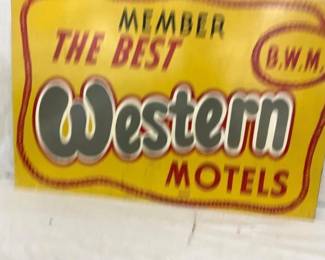 MEMBER
THE BEST
B.W.M.
Western
MOTELS